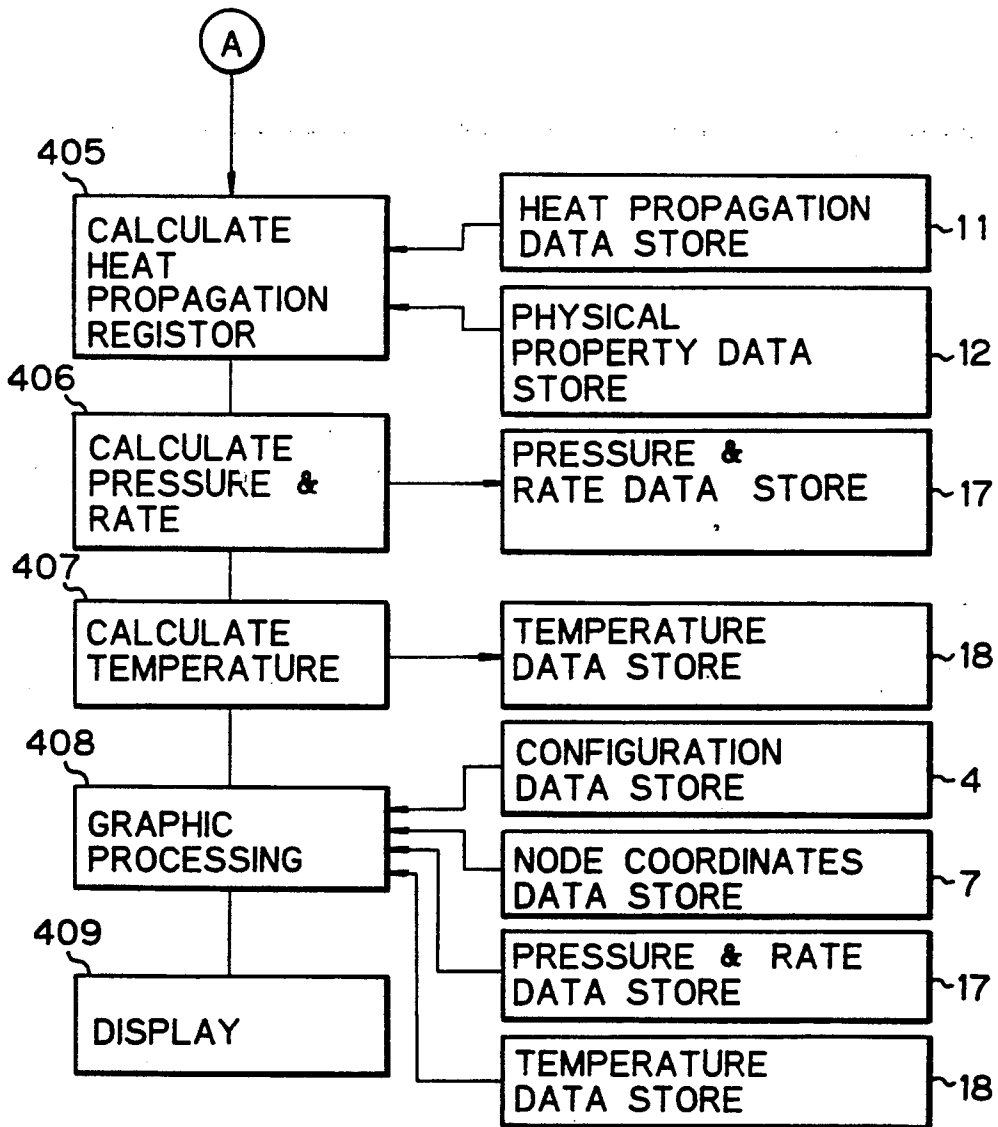 A
405
CALCULATE
HEAT
PROPAGATION
REGISTOR
HEAT PROPAGATION
DATA STORE
11
PHYSICAL
PROPERTY DATA
STORE
12
406
CALCULATE
PRESSURE &
RATE
PRESSURE &
RATE DATA STORE
17
407
CALCULATE
TEMPERATURE
TEMPERATURE
DATA STORE
18
408
GRAPHIC
PROCESSING
CONFIGURATION
DATA STORE
4
NODE COORDINATES
DATA STORE
7
PRESSURE & RATE
DATA STORE
17
TEMPERATURE
DATA STORE
18
409
DISPLAY